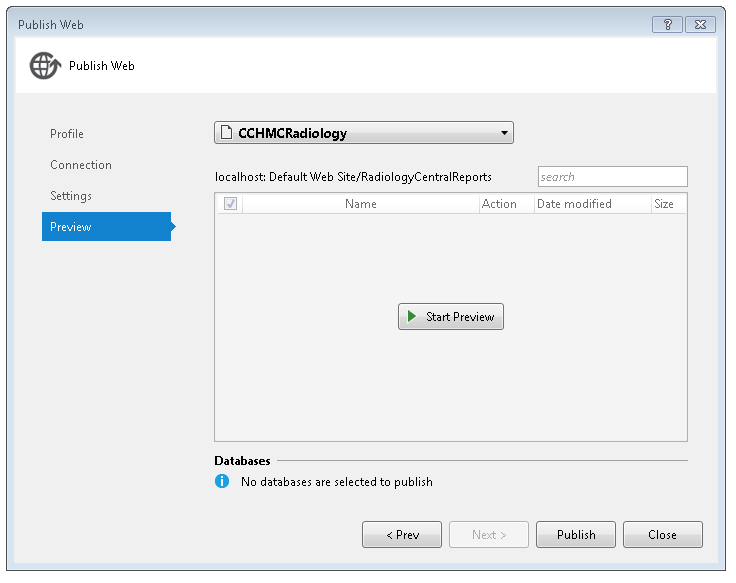 Publish Web
Publish Web
Profile
Connection
Settings
Preview
CCHMCRadiology
localhost: Default Web Site/RadiologyCentralReports
search
Name Action Date modified Size
Start Preview
Databases
No databases are selected to publish
< Prev Next > Publish Close